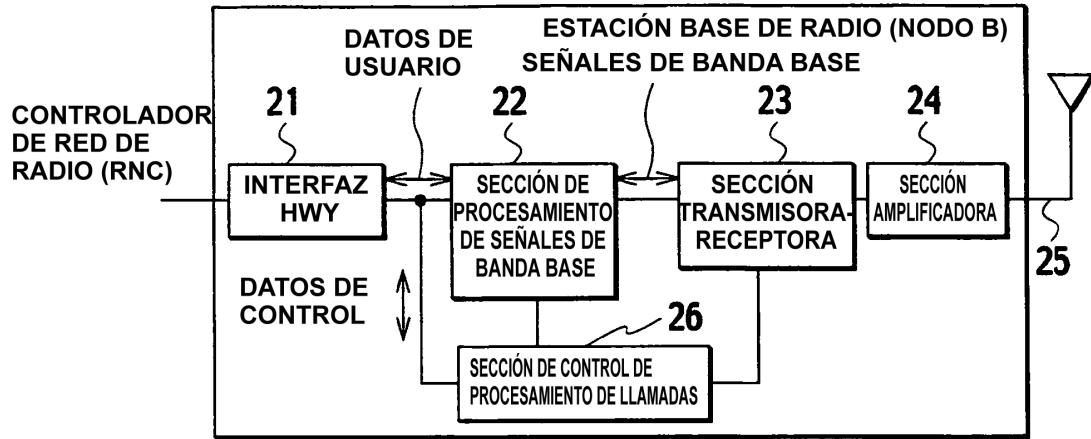 ESTACIÓN BASE DE RADIO (NODO B)
DATOS DE
USUARIO
SEÑALES DE BANDA BASE
CONTROLADOR
DE RED DE
RADIO (RNC)
21
22
23
24
INTERFAZ
HWY
SECCIÓN DE
PROCESAMIENTO
DE SEÑALES DE
BANDA BASE
SECCIÓN
TRANSMISORA-
RECEPTORA
SECCIÓN
AMPLIFICADORA
25
DATOS DE
CONTROL
26
SECCIÓN DE CONTROL DE
PROCESAMIENTO DE LLAMADAS